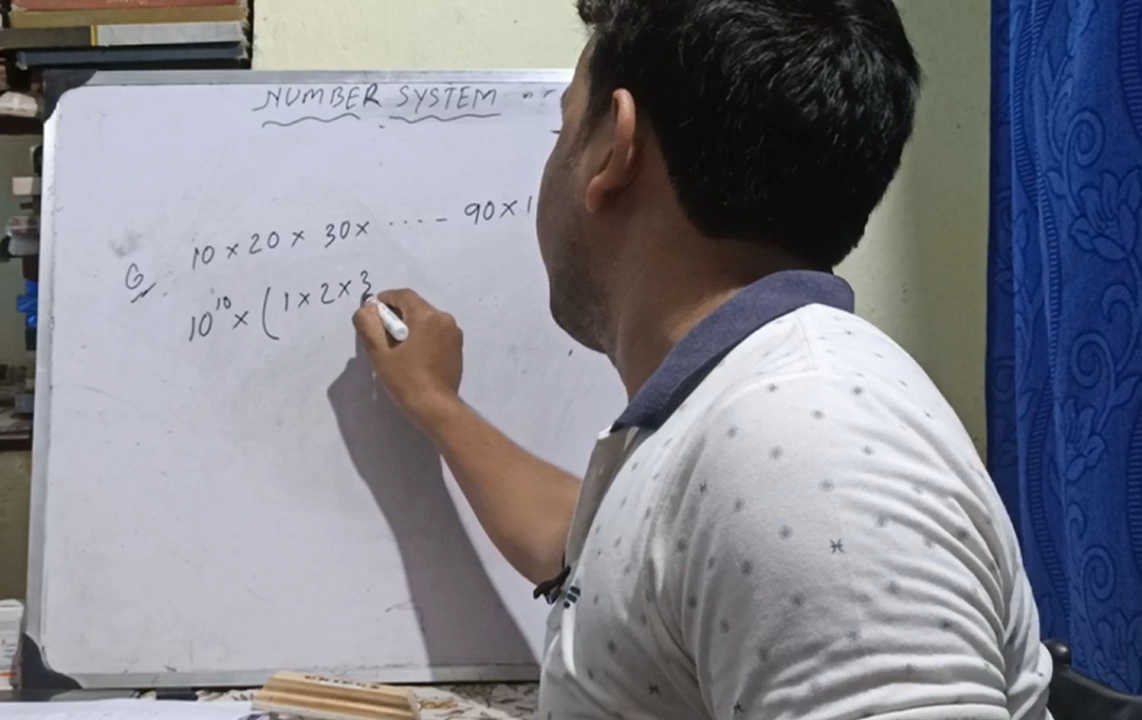 NUMBER SYSTEM
Q 10 × 20 × 30 × .... - 90 × 1
10¹⁰ × ( 1 × 2 × 3